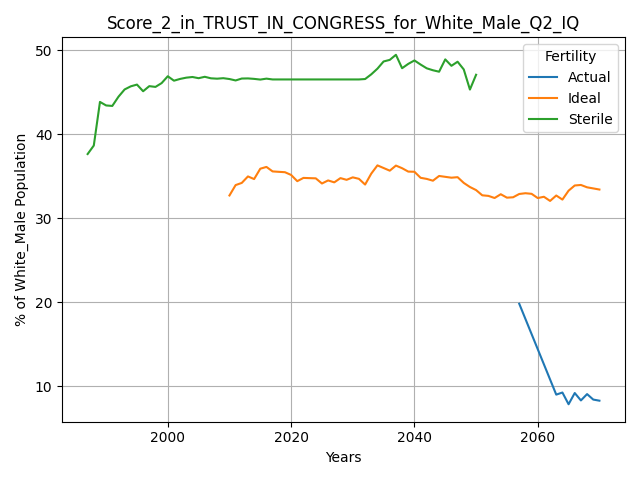 Score_2_in_TRUST_IN_CONGRESS_for_White_Male_Q2_IQ
% of White_Male Population
50
40
30
20
10
Fertility
Actual
Ideal
Sterile
2000
2020
2040
2060
Years